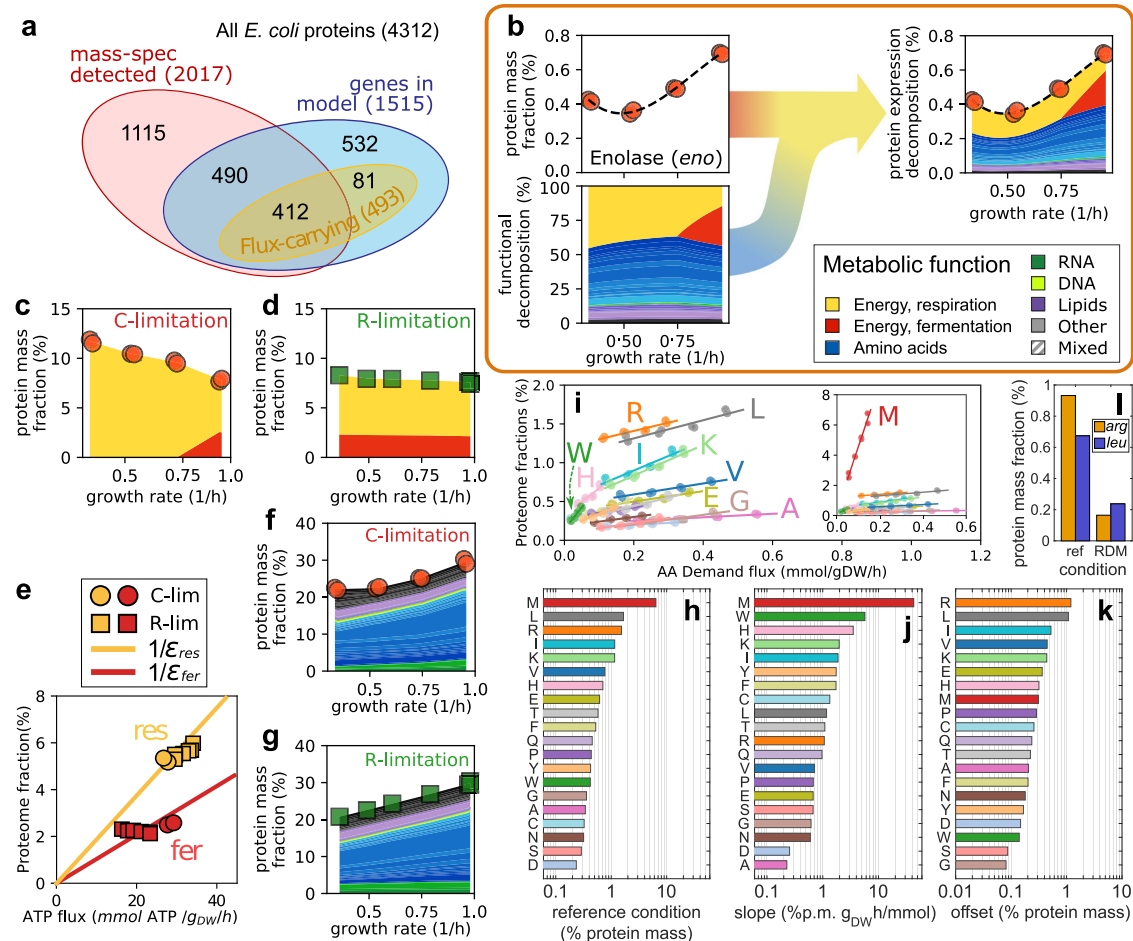 a
All E. coli proteins (4312)
mass-spec
detected (2017)
genes in
model (1515)
1115
490
532
81
412
Flux-carrying (493)
b
protein mass
fraction (%)
0.8
0.6
0.4
0.2
0.0
Enolase (eno)
functional
decomposition (%)
100
75
50
25
0
0·50 0·75
growth rate (1/h)
protein expression
decomposition (%)
0.8
0.6
0.4
0.2
0.0
0.50 0.75
growth rate (1/h)
Metabolic function
Energy, respiration
Energy, fermentation
Amino acids
RNA
DNA
Lipids
Other
Mixed
c
C-limitation
protein mass
fraction (%)
15
10
5
0
0.5 1.0
growth rate (1/h)
d
R-limitation
protein mass
fraction (%)
15
10
5
0
0.5 1.0
growth rate (1/h)
e
C-lim
R-lim
1/εres
1/εfer
Proteome fraction(%)
8
6
4
2
0
res
fer
0 20 40
ATP flux (mmol ATP /gDW/h)
f
C-limitation
protein mass
fraction (%)
40
30
20
10
0
0.5 1.0
growth rate (1/h)
g
R-limitation
protein mass
fraction (%)
40
30
20
10
0
0.5 1.0
growth rate (1/h)
i
Proteome fractions (%)
2.0
1.5
1.0
0.5
0.0
R
L
W
H
I
K
V
E
G
A
0.0 0.2 0.4 0.6 0.8 1.0 1.2
AA Demand flux (mmol/gDW/h)
8
6
4
2
0
M
0.0 0.15 0.30 0.45 0.6
l
arg
leu
protein mass fraction (%)
1.0
0.8
0.6
0.4
0.2
0
ref RDM
condition
h
M
L
R
I
K
V
H
E
T
F
Q
P
Y
W
G
A
C
N
S
D
0.1 1 10
reference condition
(% protein mass)
j
M
W
H
K
I
Y
F
C
L
T
R
Q
V
P
E
S
G
N
D
A
0.1 1 10
slope (%p.m. gDWh/mmol)
k
R
L
I
V
K
E
H
M
P
C
Q
T
A
F
N
Y
D
W
S
G
0.01 0.1 1 10
offset (% protein mass)